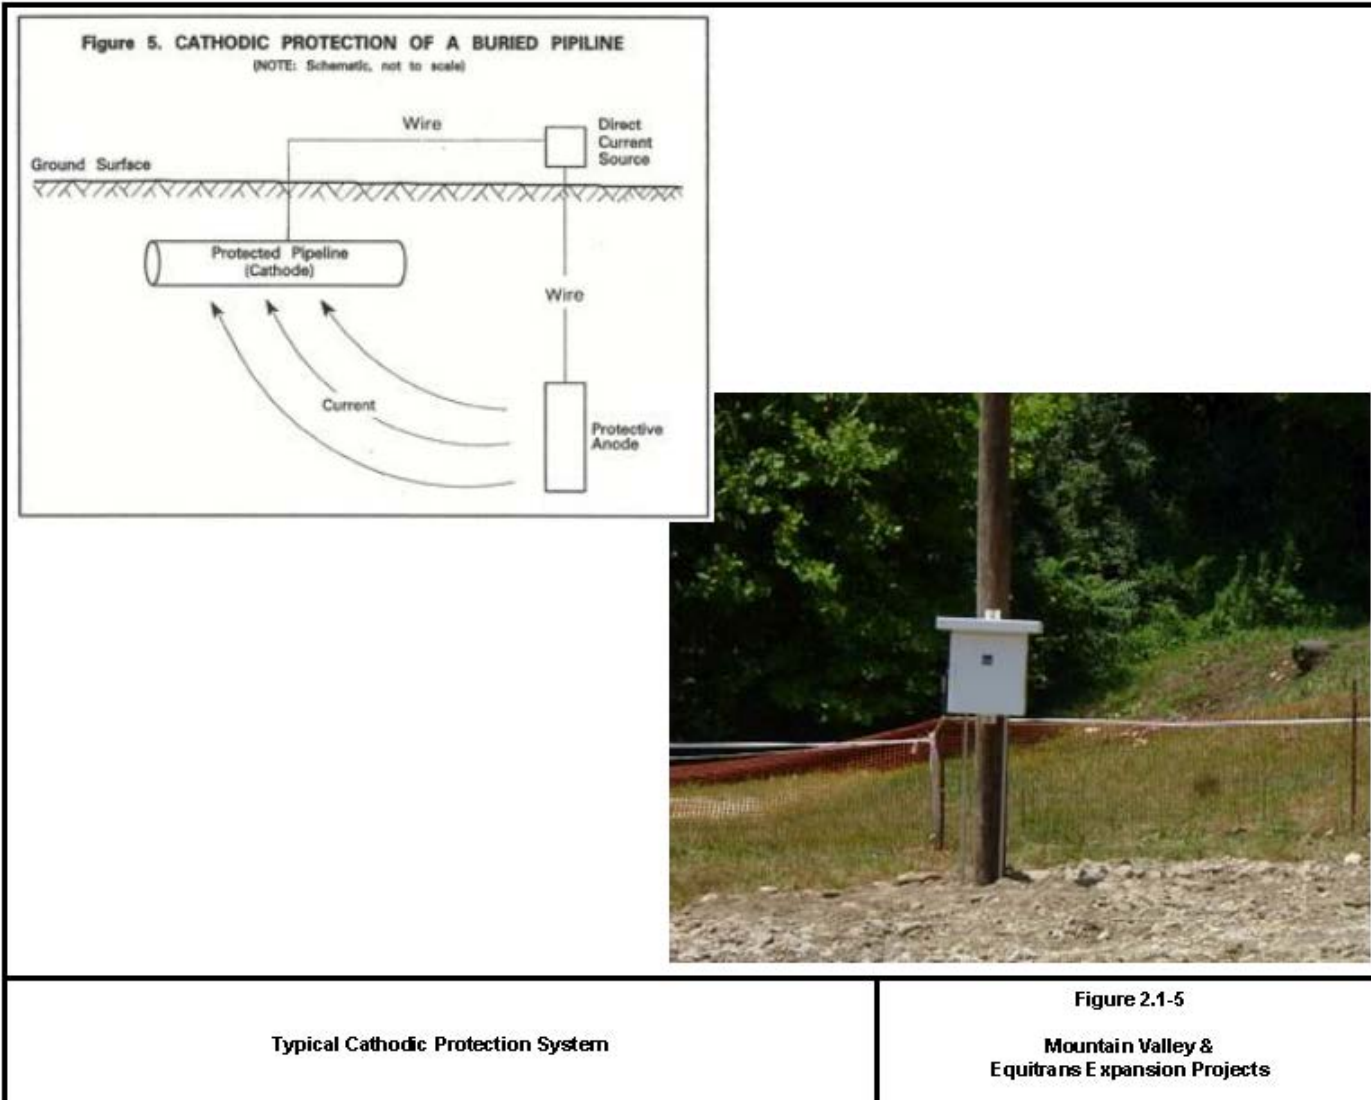 Figure 5. CATHODIC PROTECTION OF A BURIED PIPILINE
(NOTE: Schematic, not to scale)
Wire
Direct
Current
Source
Ground Surface
Protected Pipeline
(Cathode)
Wire
Current
Protective
Anode
Typical Cathodic Protection System
Figure 2.1-5
Mountain Valley &
Equitrans Expansion Projects